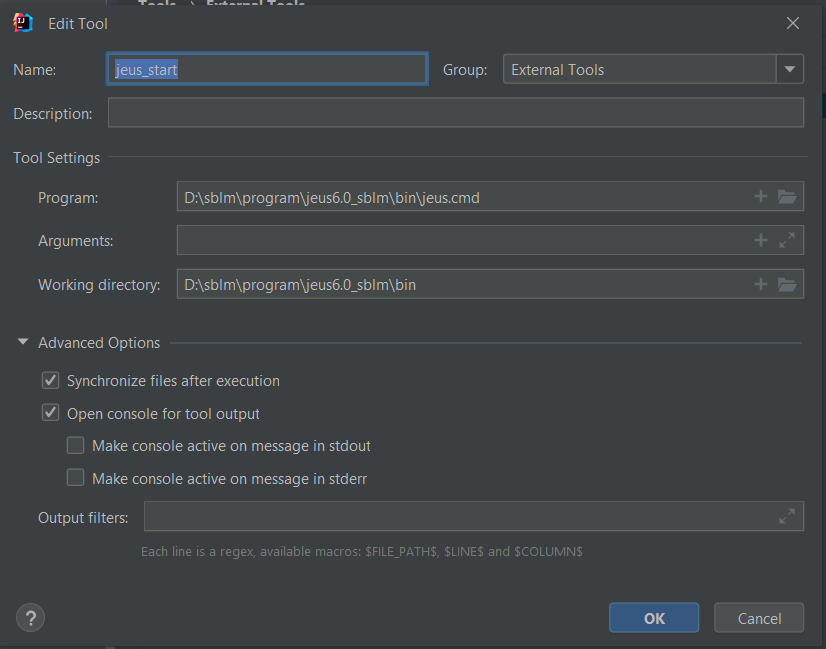 Tools > External Tools
Edit Tool
Name: jeus_start Group: External Tools
Description:
Tool Settings
Program: D:\sblm\program\jeus6.0_sblm\bin\jeus.cmd
Arguments:
Working directory: D:\sblm\program\jeus6.0_sblm\bin
Advanced Options
Synchronize files after execution
Open console for tool output
Make console active on message in stdout
Make console active on message in stderr
Output filters:
Each line is a regex, available macros: $FILE_PATH$, $LINE$ and $COLUMN$
? OK Cancel